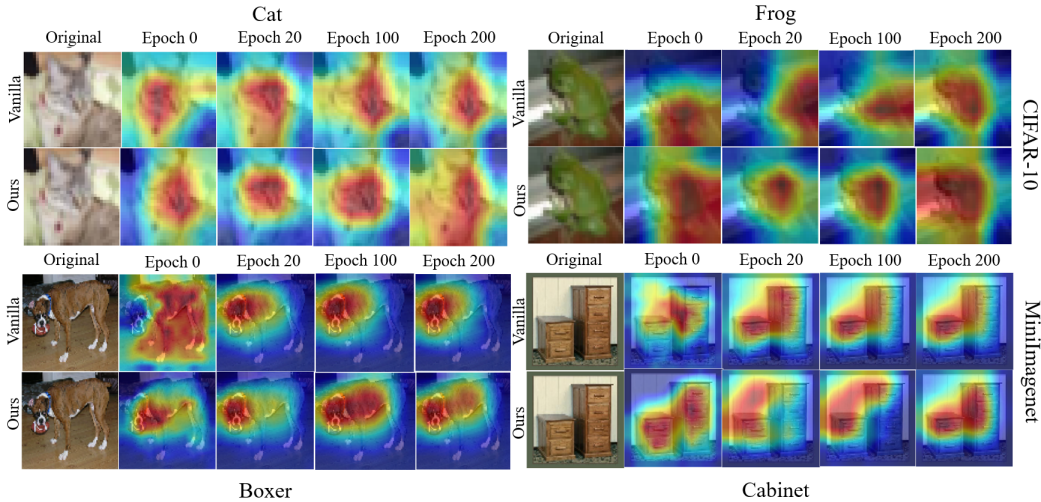 Cat
Original Epoch 0 Epoch 20 Epoch 100 Epoch 200
Vanilla
Ours
Frog
Original Epoch 0 Epoch 20 Epoch 100 Epoch 200
Vanilla
Ours
CIFAR-10
Original Epoch 0 Epoch 20 Epoch 100 Epoch 200
Vanilla
Ours
Boxer
Original Epoch 0 Epoch 20 Epoch 100 Epoch 200
Vanilla
Ours
Cabinet
MiniImagenet